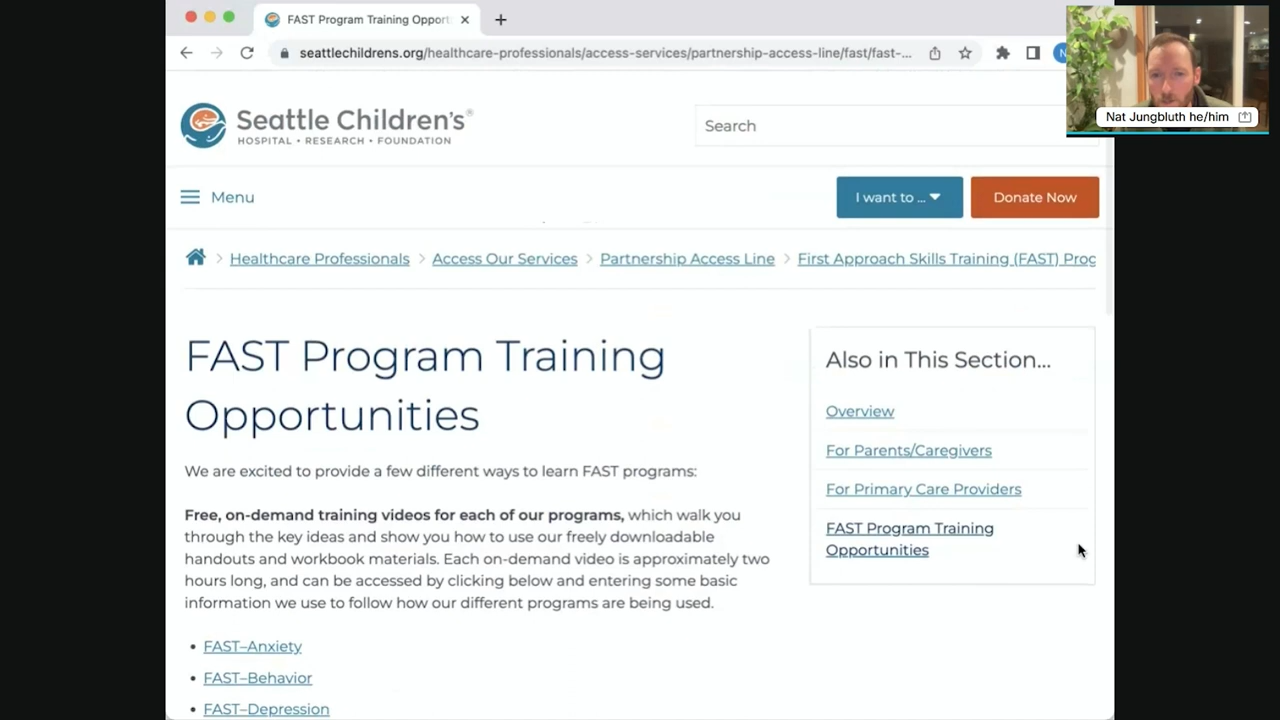 FAST Program Training Opport
seattlechildrens.org/healthcare-professionals/access-services/partnership-access-line/fast/fast-...
N
Nat Jungbluth he/him
Seattle Children's®
HOSPITAL • RESEARCH • FOUNDATION
Search
Menu
I want to ...
Donate Now
Healthcare Professionals
Access Our Services
Partnership Access Line
First Approach Skills Training (FAST) Proc
FAST Program Training
Opportunities
We are excited to provide a few different ways to learn FAST programs:
Free, on-demand training videos for each of our programs, which walk you
through the key ideas and show you how to use our freely downloadable
handouts and workbook materials. Each on-demand video is approximately two
hours long, and can be accessed by clicking below and entering some basic
information we use to follow how our different programs are being used.
• FAST–Anxiety
• FAST–Behavior
• FAST–Depression
Also in This Section...
Overview
For Parents/Caregivers
For Primary Care Providers
FAST Program Training
Opportunities